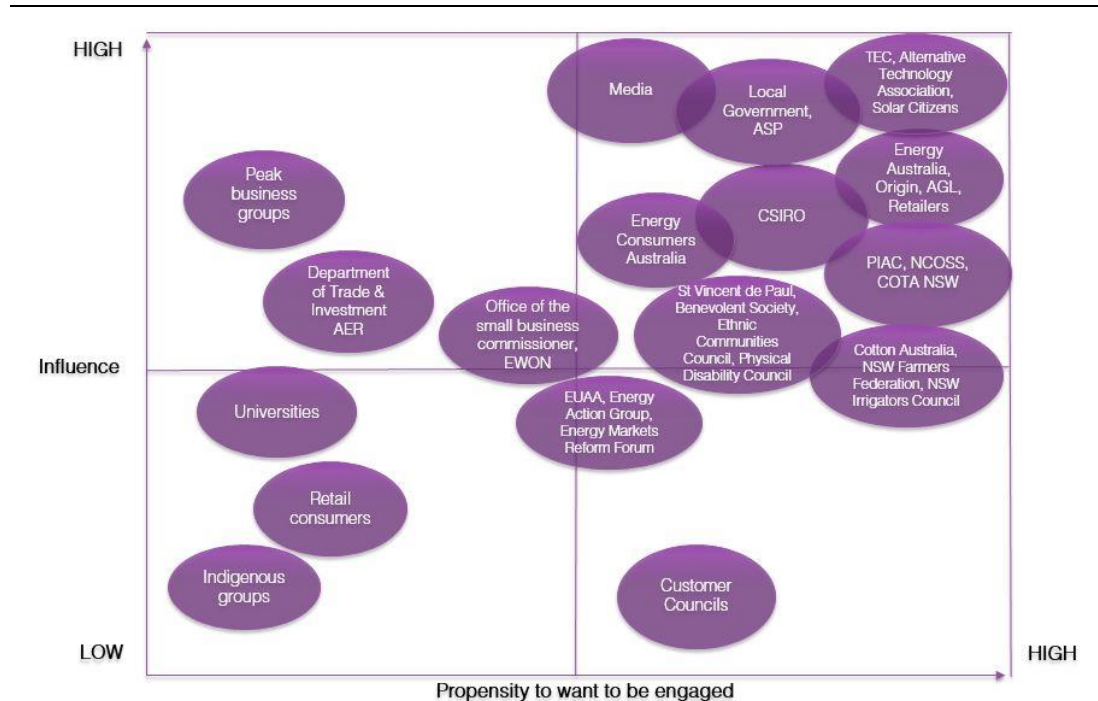 HIGH
TEC, Alternative
Technology
Association,
Solar Citizens
Media
Local
Government,
ASP
Energy
Australia,
Origin, AGL,
Retailers
Peak
business
groups
CSIRO
Energy
Consumers
Australia
PIAC, NCOSS,
COTA NSW
Department
of Trade &
Investment
AER
Office of the
small business
commissioner,
EWON
St Vincent de Paul,
Benevolent Society,
Ethnic
Communities
Council, Physical
Disability Council
Cotton Australia,
NSW Farmers
Federation, NSW
Irrigators Council
Influence
Universities
EUAA, Energy
Action Group,
Energy Markets
Reform Forum
Retail
consumers
Indigenous
groups
Customer
Councils
LOW
HIGH
Propensity to want to be engaged